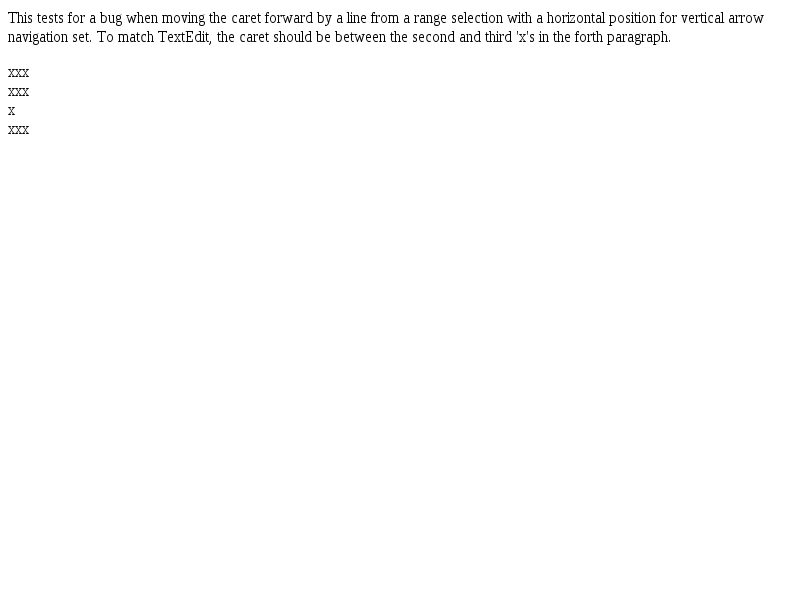 This tests for a bug when moving the caret forward by a line from a range selection with a horizontal position for vertical arrow
navigation set. To match TextEdit, the caret should be between the second and third 'x's in the forth paragraph.
xxx
xxx
x
xxx